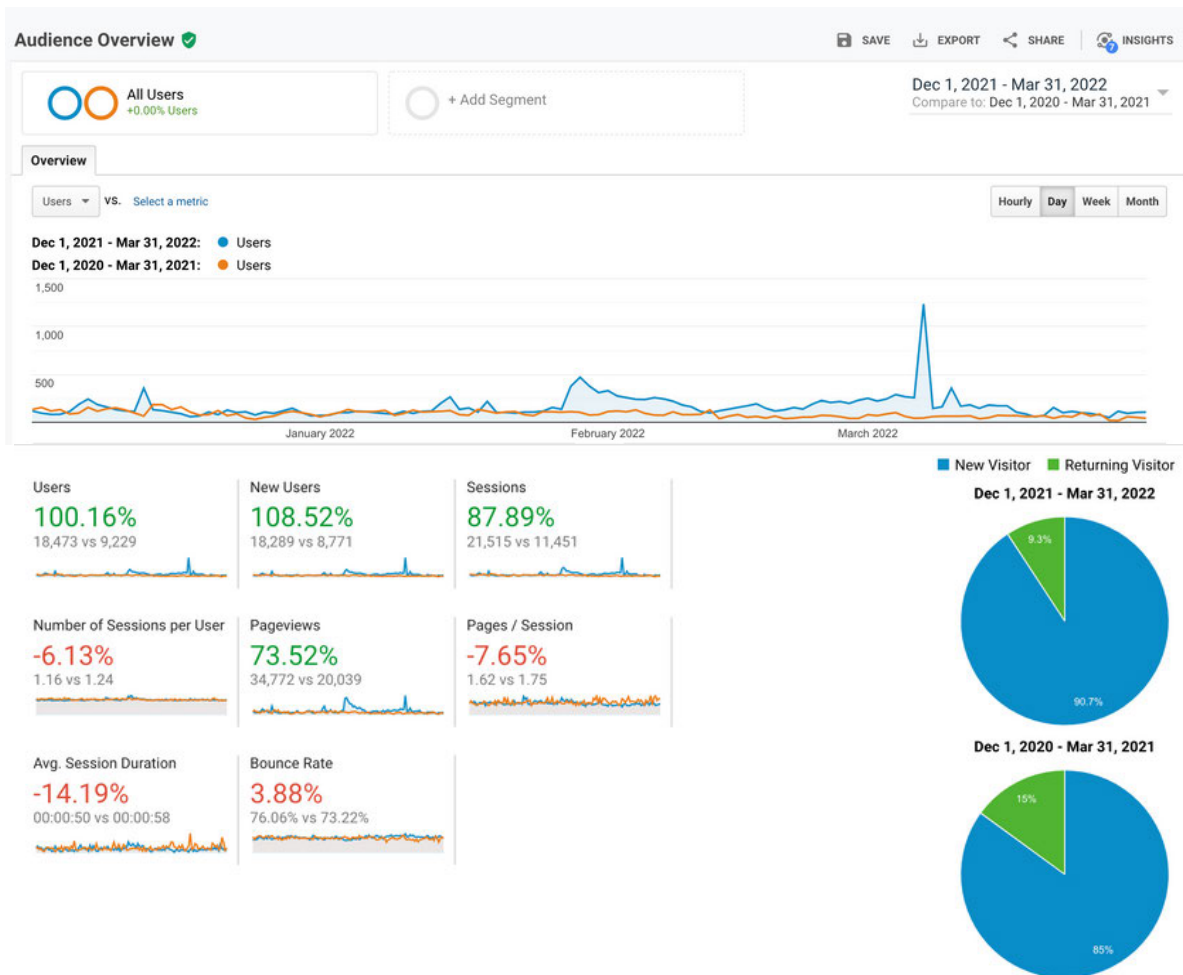 Audience Overview
SAVE EXPORT SHARE INSIGHTS
7
All Users
+0.00% Users
+ Add Segment
Dec 1, 2021 - Mar 31, 2022
Compare to: Dec 1, 2020 - Mar 31, 2021
Overview
Users VS. Select a metric
Hourly Day Week Month
Dec 1, 2021 - Mar 31, 2022: Users
Dec 1, 2020 - Mar 31, 2021: Users
1,500
1,000
500
January 2022 February 2022 March 2022
New Visitor Returning Visitor
Dec 1, 2021 - Mar 31, 2022
9.3%
90.7%
Dec 1, 2020 - Mar 31, 2021
15%
85%
Users
100.16%
18,473 vs 9,229
New Users
108.52%
18,289 vs 8,771
Sessions
87.89%
21,515 vs 11,451
Number of Sessions per User
-6.13%
1.16 vs 1.24
Pageviews
73.52%
34,772 vs 20,039
Pages / Session
-7.65%
1.62 vs 1.75
Avg. Session Duration
-14.19%
00:00:50 vs 00:00:58
Bounce Rate
3.88%
76.06% vs 73.22%